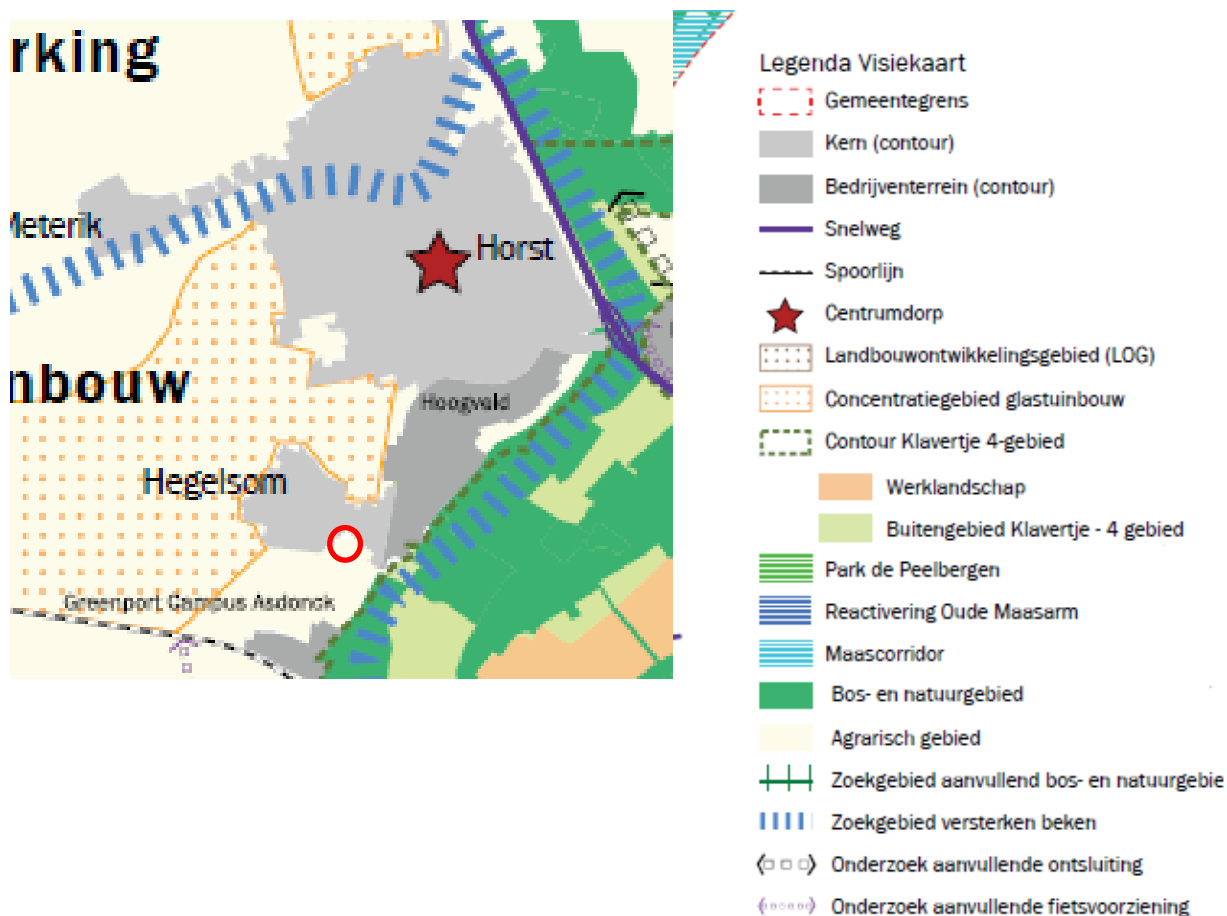 rking
Meterik
Horst
nbouw
Hoogveld
Hegelsom
Greenport Campus Asdonck
Legenda Visiekaart
Gemeentegrens
Kern (contour)
Bedrijventerrein (contour)
Snelweg
Spoorlijn
Centrumdorp
Landbouwontwikkelingsgebied (LOG)
Concentratiegebied glastuinbouw
Contour Klavertje 4-gebied
Werklandschap
Buitengebied Klavertje - 4 gebied
Park de Peelbergen
Reactivering Oude Maasarm
Maascorridor
Bos- en natuurgebied
Agrarisch gebied
Zoekgebied aanvullend bos- en natuurgebie
Zoekgebied versterken beken
Onderzoek aanvullende ontsluiting
Onderzoek aanvullende fietsvoorziening